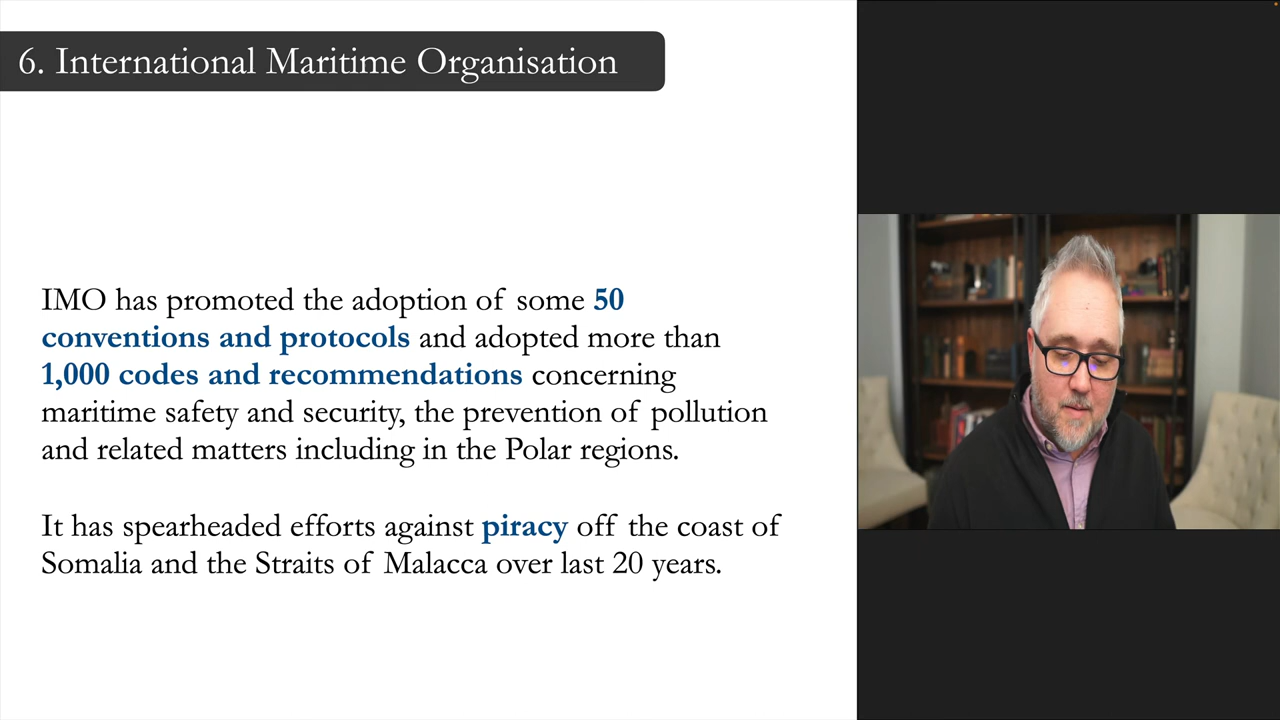 6. International Maritime Organisation
IMO has promoted the adoption of some 50
conventions and protocols and adopted more than
1,000 codes and recommendations concerning
maritime safety and security, the prevention of pollution
and related matters including in the Polar regions.
It has spearheaded efforts against piracy off the coast of
Somalia and the Straits of Malacca over last 20 years.